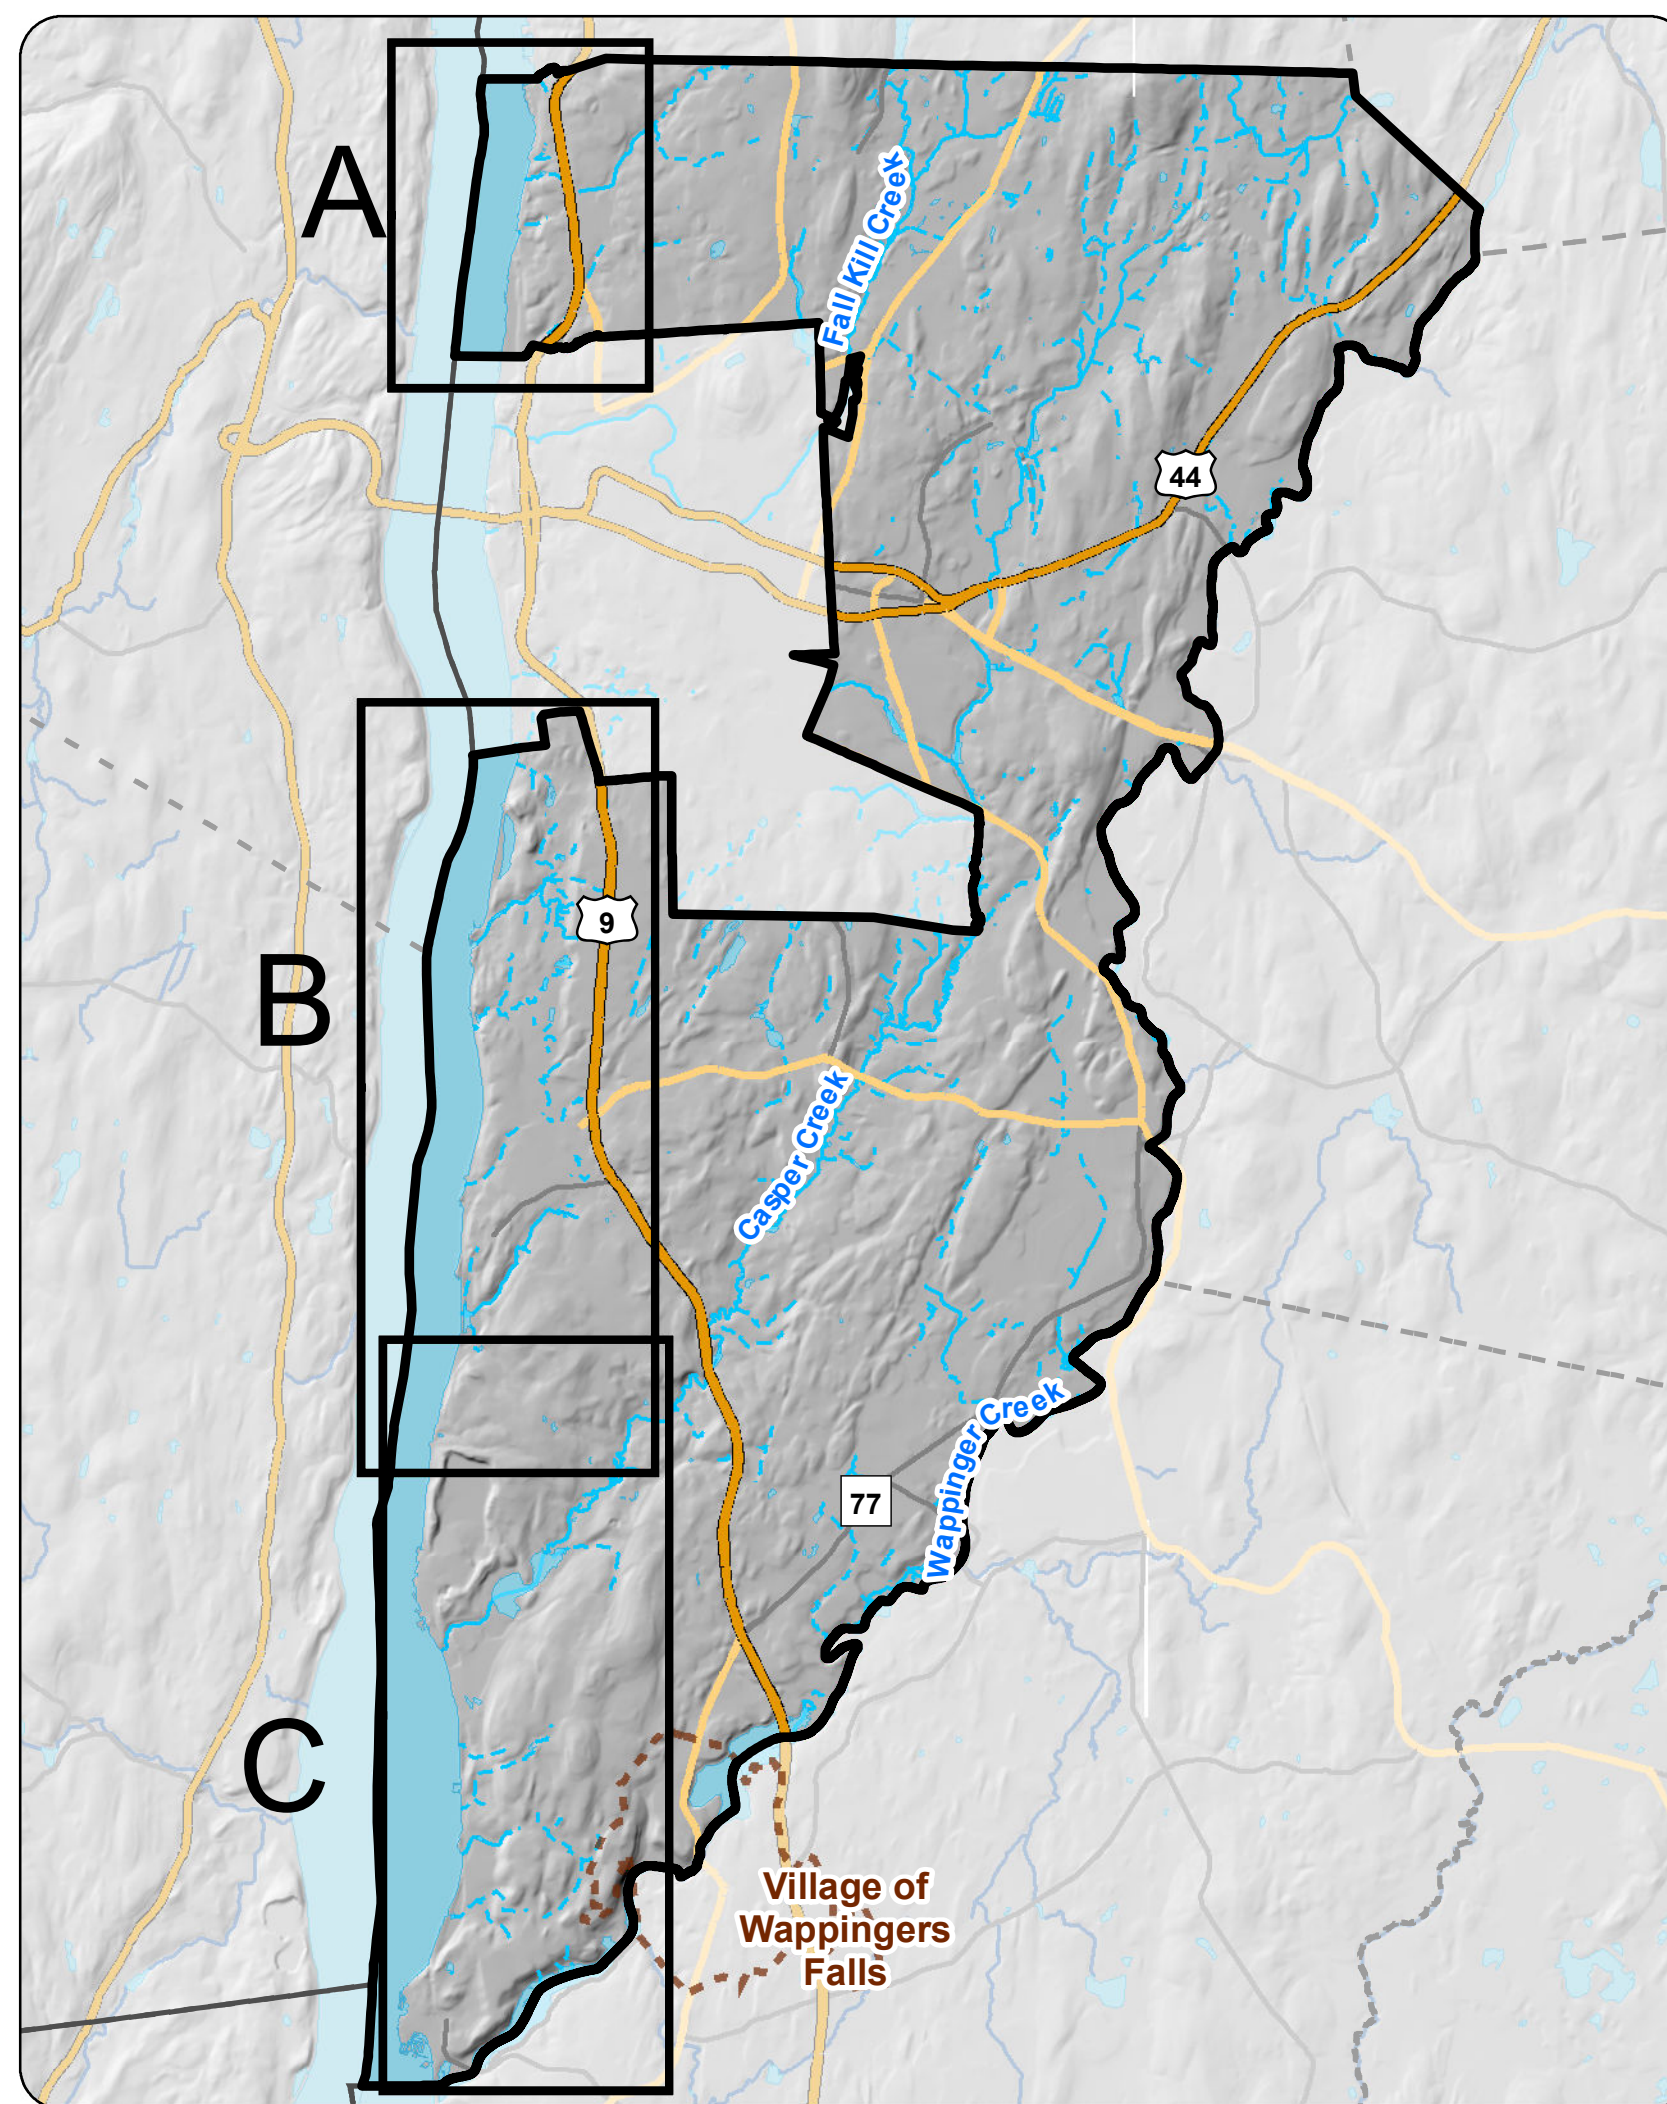 A
Fall Kill Creek
44
B
9
Casper Creek
Wappinger Creek
77
C
Village of
Wappingers
Falls